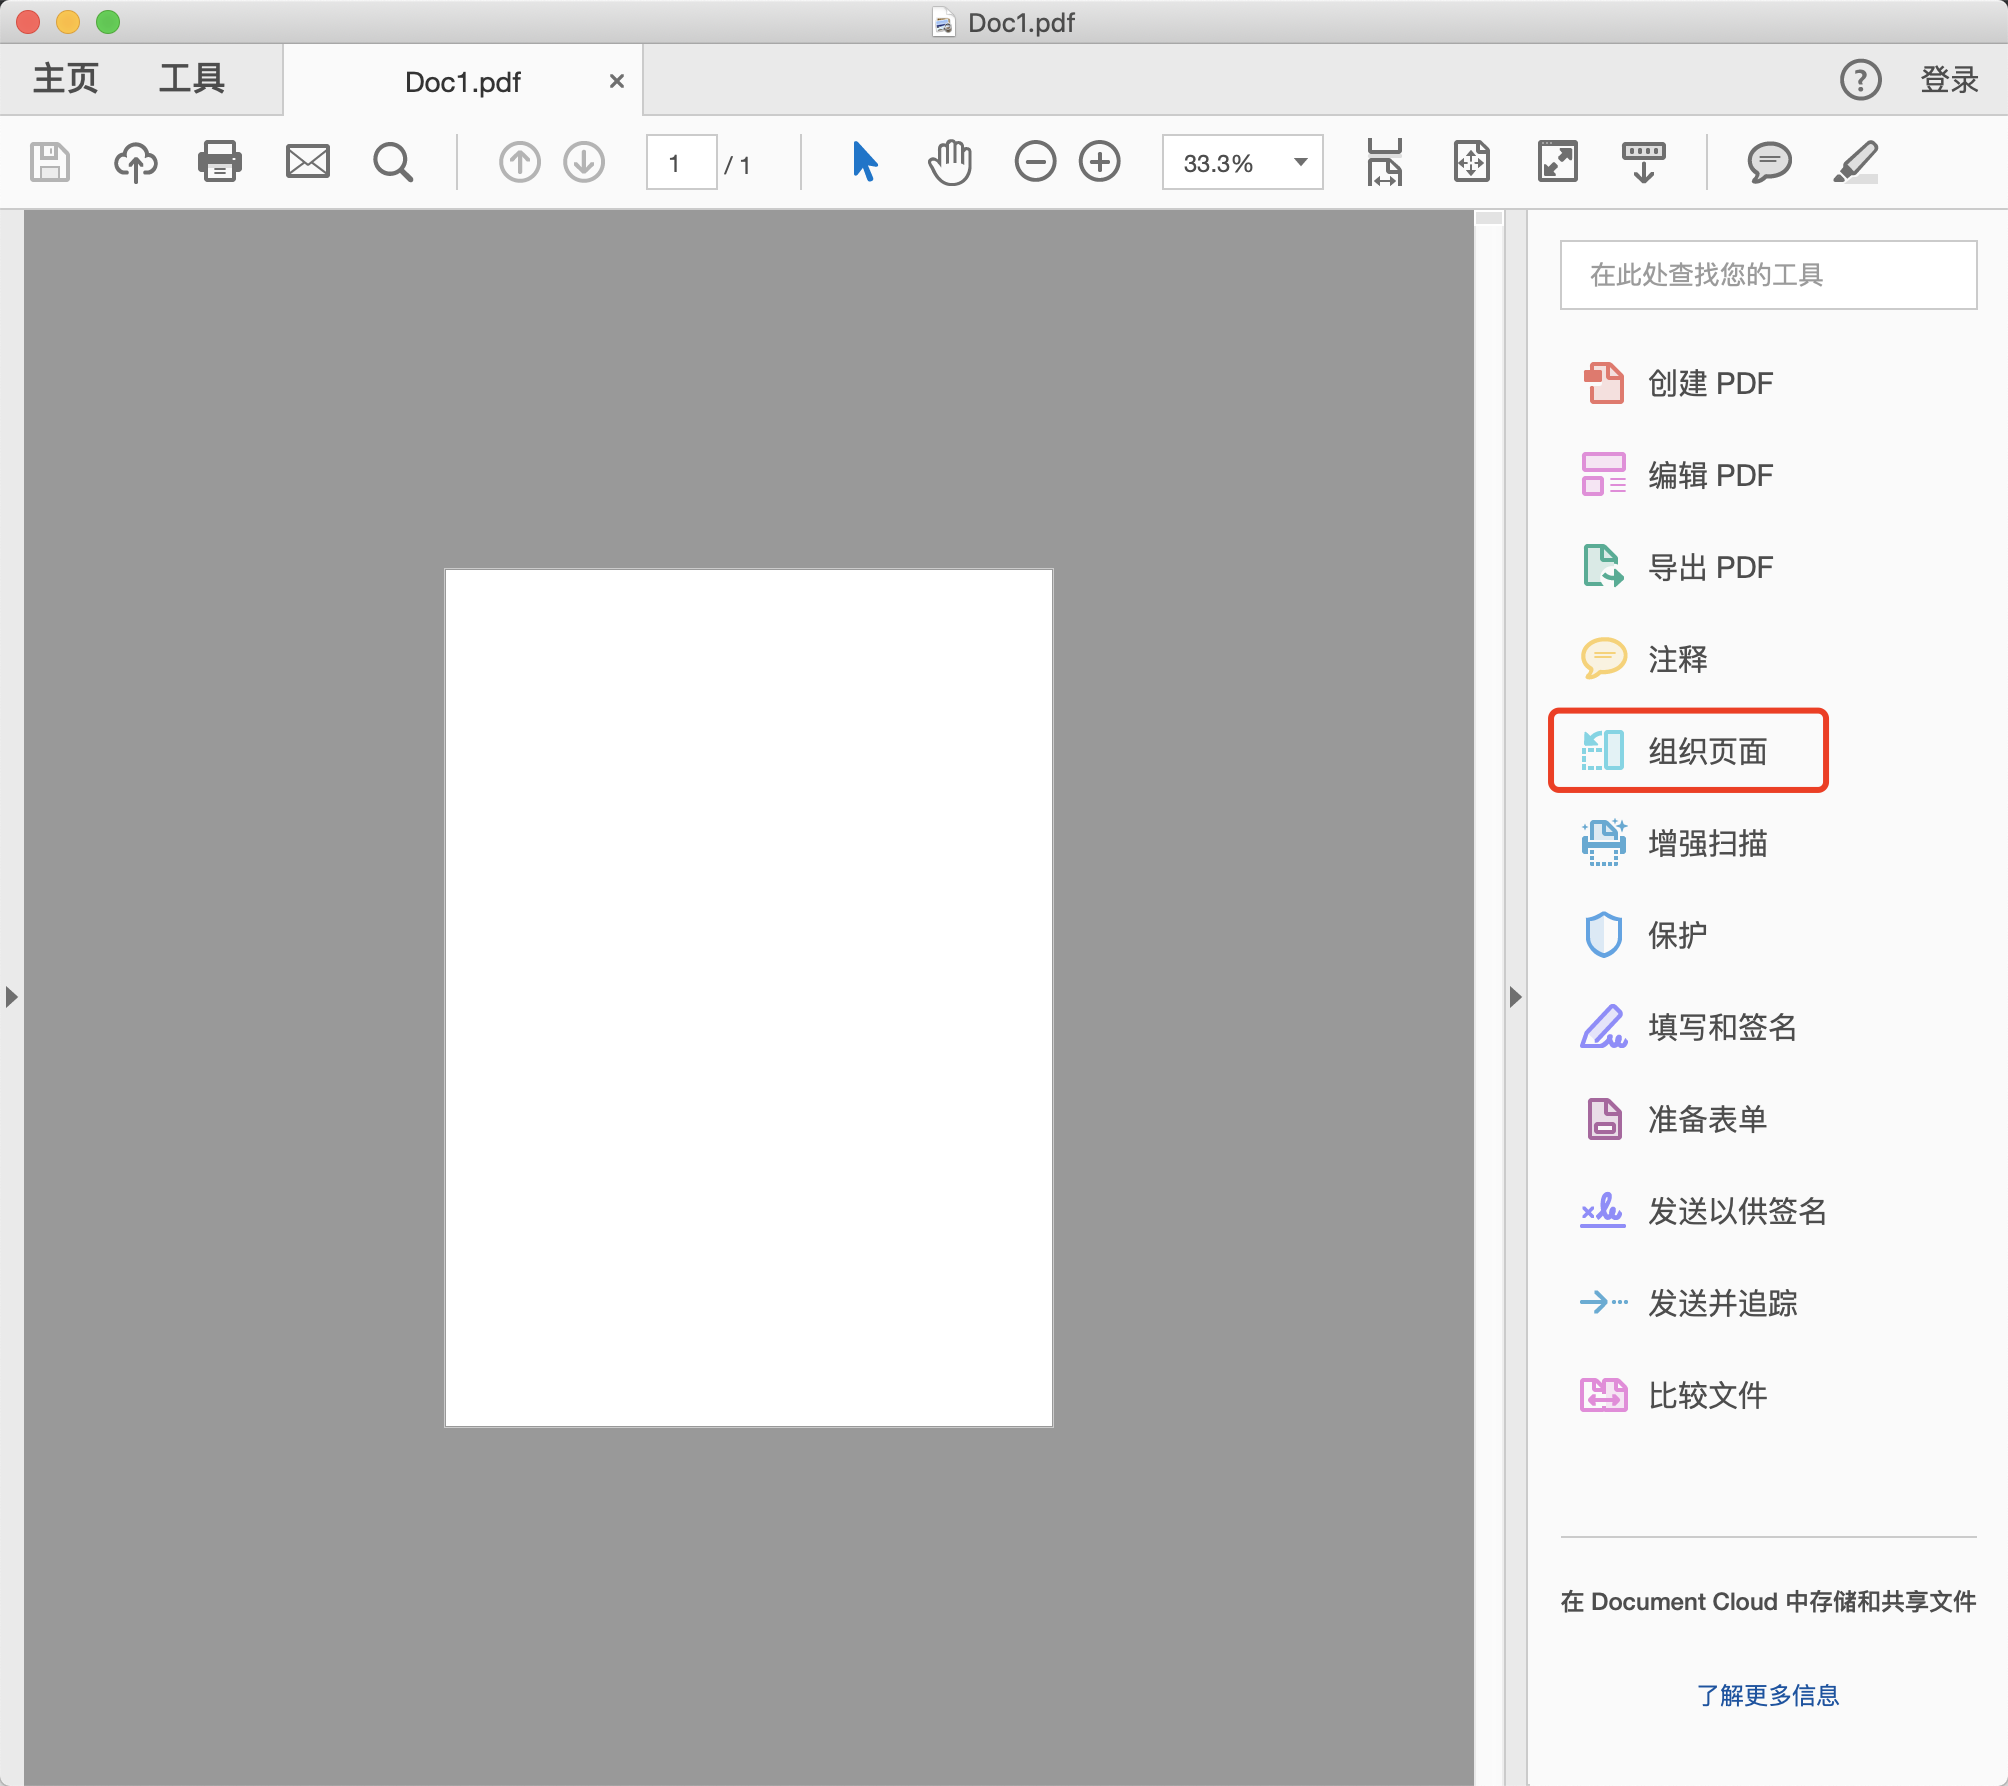 Doc1.pdf
主页
工具
Doc1.pdf
登录
1 / 1
33.3%
在此处查找您的工具
创建 PDF
编辑 PDF
导出 PDF
注释
组织页面
增强扫描
保护
填写和签名
准备表单
发送以供签名
发送并追踪
比较文件
在 Document Cloud 中存储和共享文件
了解更多信息